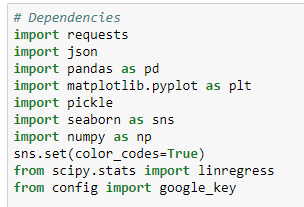 # Dependencies
import requests
import json
import pandas as pd
import matplotlib.pyplot as plt
import pickle
import seaborn as sns
import numpy as np
sns.set(color_codes=True)
from scipy.stats import linregress
from config import google_key